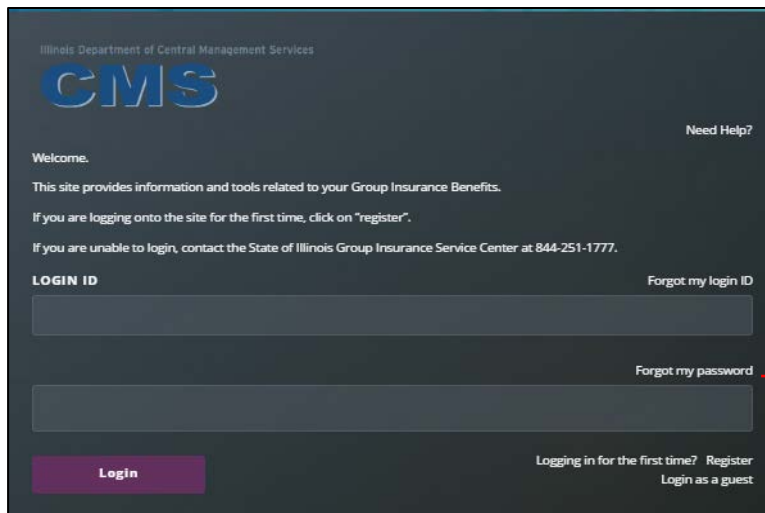 Illinois Department of Central Management Services
CMS
Need Help?
Welcome.
This site provides information and tools related to your Group Insurance Benefits.
If you are logging onto the site for the first time, click on "register".
If you are unable to login, contact the State of Illinois Group Insurance Service Center at 844-251-1777.
LOGIN ID Forgot my login ID
Forgot my password
Logging in for the first time? Register
Login
Login as a guest